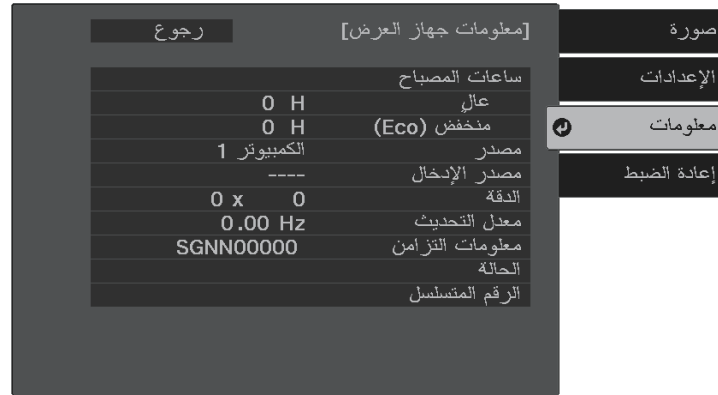 [معلومات جهاز العرض] رجوع
ساعات المصباح
عالٍ 0 H
منخفض (Eco) 0 H
مصدر الكمبيوتر 1
مصدر الإدخال ----
الدقة 0 x 0
معدل التحديث 0.00 Hz
معلومات التزامن SGNN00000
الحالة
الرقم المتسلسل
صورة
الإعدادات
معلومات
إعادة الضبط